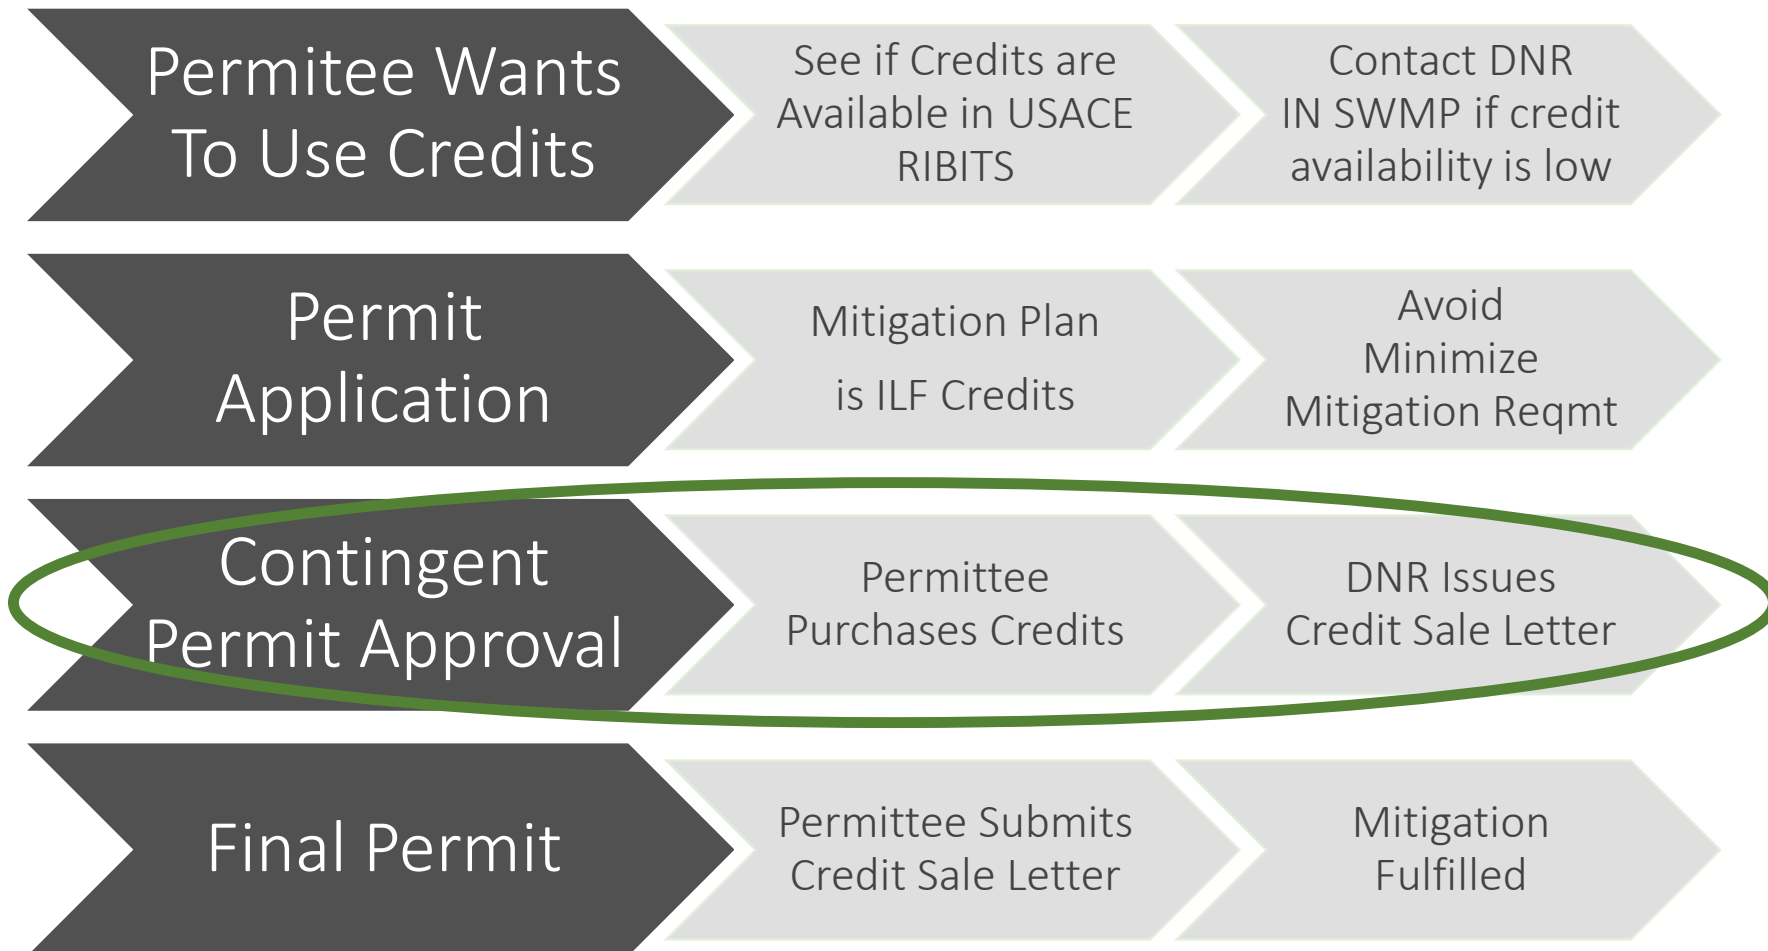 Permitee Wants
To Use Credits
See if Credits are
Available in USACE
RIBITS
Contact DNR
IN SWMP if credit
availability is low
Permit
Application
Mitigation Plan
is ILF Credits
Avoid
Minimize
Mitigation Reqmt
Contingent
Permit Approval
Permittee
Purchases Credits
DNR Issues
Credit Sale Letter
Final Permit
Permittee Submits
Credit Sale Letter
Mitigation
Fulfilled